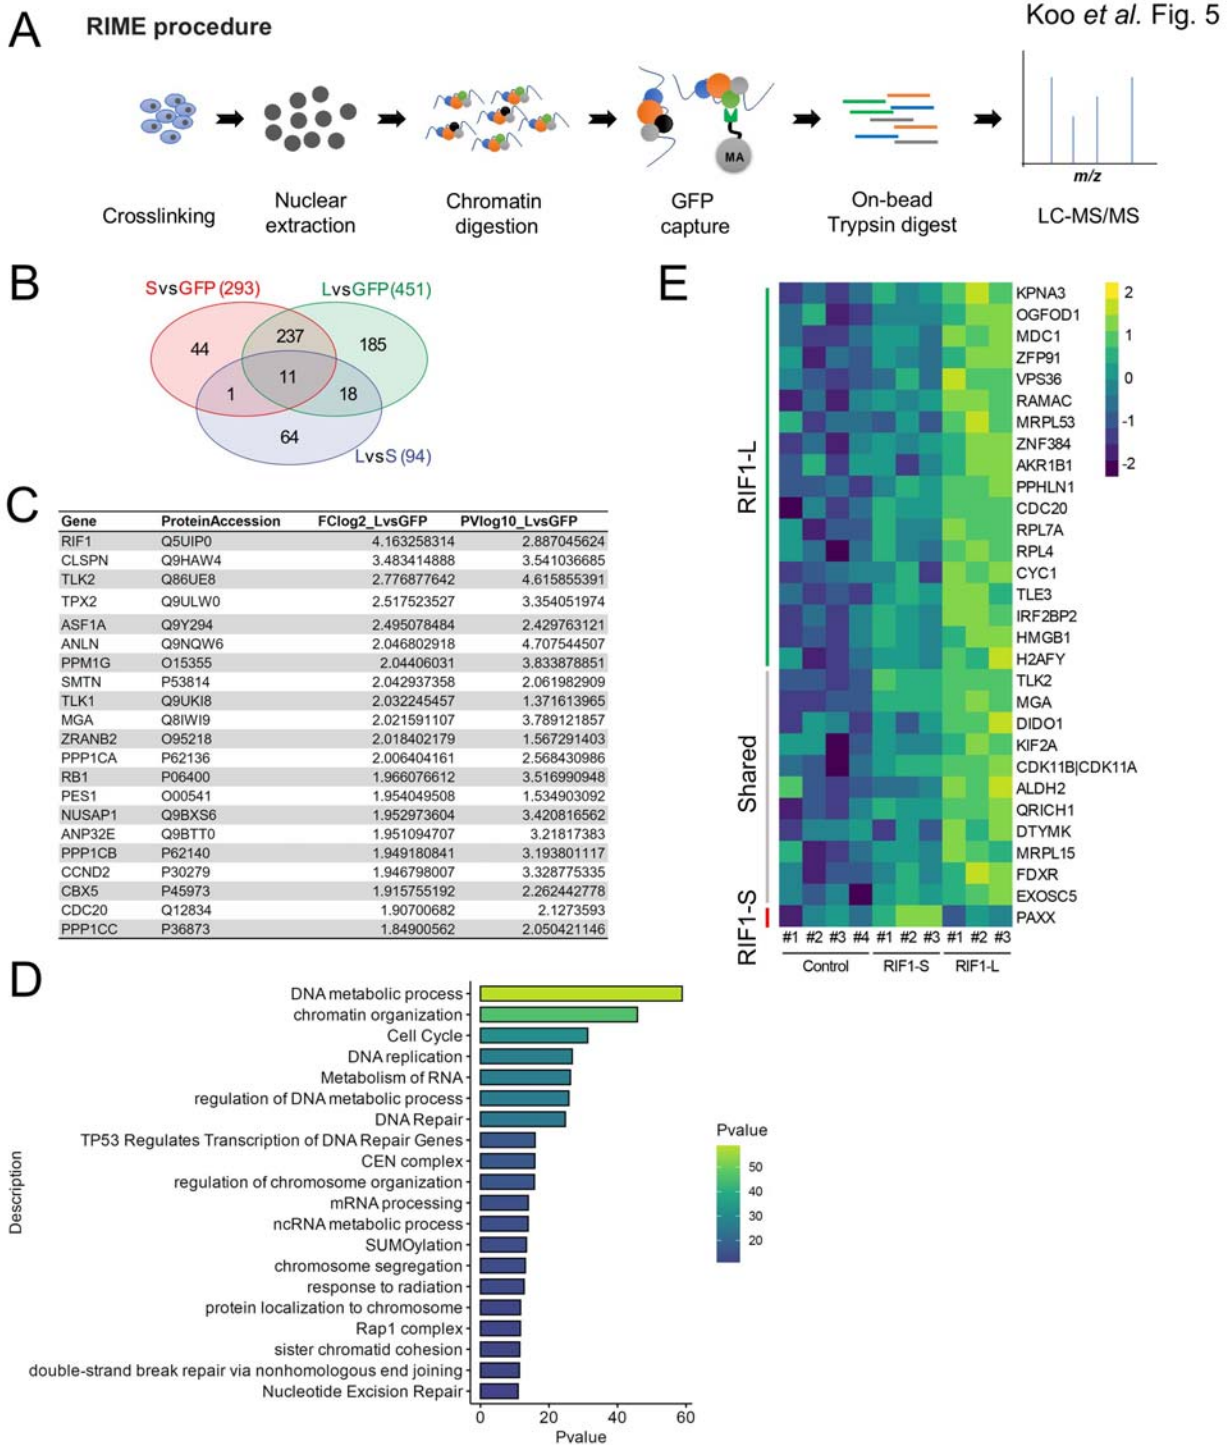 Koo et al. Fig. 5
A
RIME procedure
MA
m/z
Crosslinking
Nuclear
extraction
Chromatin
digestion
GFP
capture
On-bead
Trypsin digest
LC-MS/MS
B
SvsGFP (293)
LvsGFP (451)
44
237
185
11
1
18
64
LvsS (94)
C
Gene ProteinAccession FClog2_LvsGFP PVlog10_LvsGFP
RIF1 Q5UIP0 4.163258314 2.887045624
CLSPN Q9HAW4 3.483414888 3.541036685
TLK2 Q86UE8 2.776877642 4.615855391
TPX2 Q9ULW0 2.517523527 3.354051974
ASF1A Q9Y294 2.495078484 2.429763121
ANLN Q9NQW6 2.046802918 4.707544507
PPM1G O15355 2.04406031 3.833878851
SMTN P53814 2.042937358 2.061982909
TLK1 Q9UKI8 2.032245457 1.371613965
MGA Q8IWI9 2.021591107 3.789121857
ZRANB2 O95218 2.018402179 1.567291403
PPP1CA P62136 2.006404161 2.568430986
RB1 P06400 1.966076612 3.516990948
PES1 O00541 1.954049508 1.534903092
NUSAP1 Q9BXS6 1.952973604 3.420816562
ANP32E Q9BTT0 1.951094707 3.21817383
PPP1CB P62140 1.949180841 3.193801117
CCND2 P30279 1.946798007 3.328775335
CBX5 P45973 1.915755192 2.262442778
CDC20 Q12834 1.90700682 2.1273593
PPP1CC P36873 1.84900562 2.050421146
D
Description
DNA metabolic process
chromatin organization
Cell Cycle
DNA replication
Metabolism of RNA
regulation of DNA metabolic process
DNA Repair
TP53 Regulates Transcription of DNA Repair Genes
CEN complex
regulation of chromosome organization
mRNA processing
ncRNA metabolic process
SUMOylation
chromosome segregation
response to radiation
protein localization to chromosome
Rap1 complex
sister chromatid cohesion
double-strand break repair via nonhomologous end joining
Nucleotide Excision Repair
0 20 40 60
Pvalue
Pvalue
50
40
30
20
E
RIF1-L
Shared
RIF1-S
KPNA3
OGFOD1
MDC1
ZFP91
VPS36
RAMAC
MRPL53
ZNF384
AKR1B1
PPHLN1
CDC20
RPL7A
RPL4
CYC1
TLE3
IRF2BP2
HMGB1
H2AFY
TLK2
MGA
DIDO1
KIF2A
CDK11B|CDK11A
ALDH2
QRICH1
DTYMK
MRPL15
FDXR
EXOSC5
PAXX
#1 #2 #3 #4 #1 #2 #3 #1 #2 #3
Control RIF1-S RIF1-L
2
1
0
-1
-2